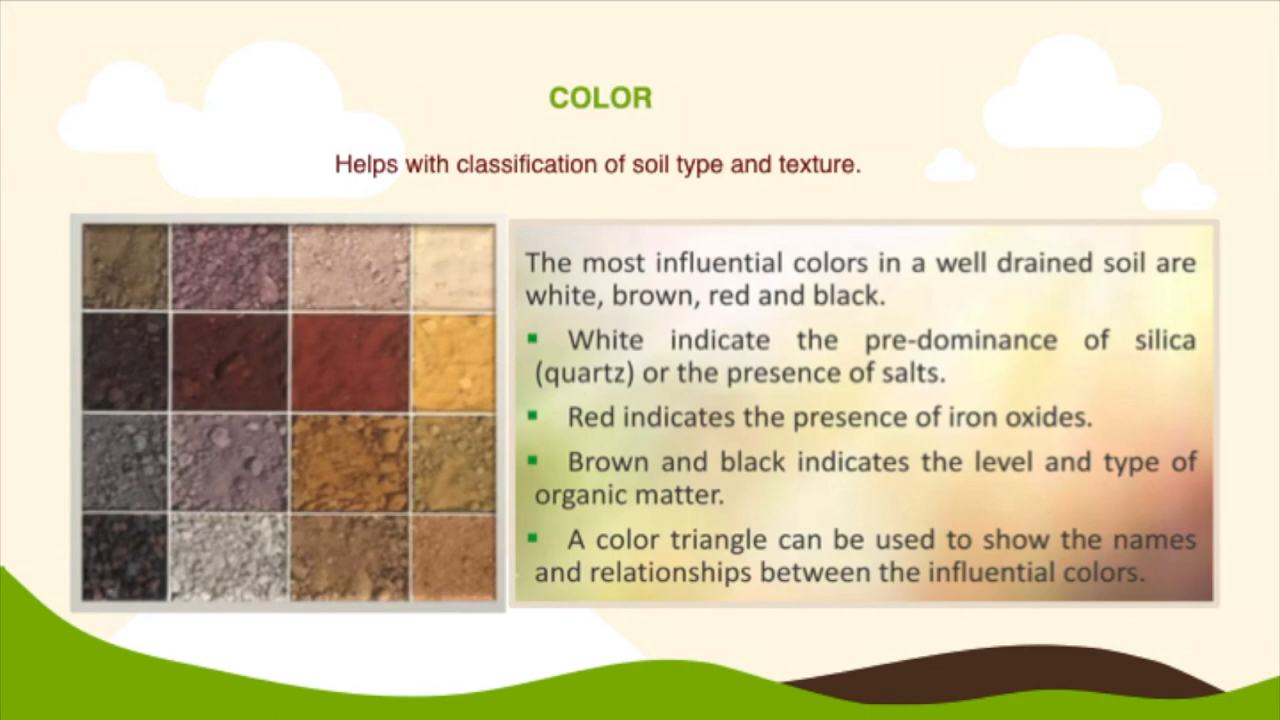 COLOR
Helps with classification of soil type and texture.
The most influential colors in a well drained soil are
white, brown, red and black.
▪ White indicate the pre-dominance of silica
(quartz) or the presence of salts.
▪ Red indicates the presence of iron oxides.
▪ Brown and black indicates the level and type of
organic matter.
▪ A color triangle can be used to show the names
and relationships between the influential colors.